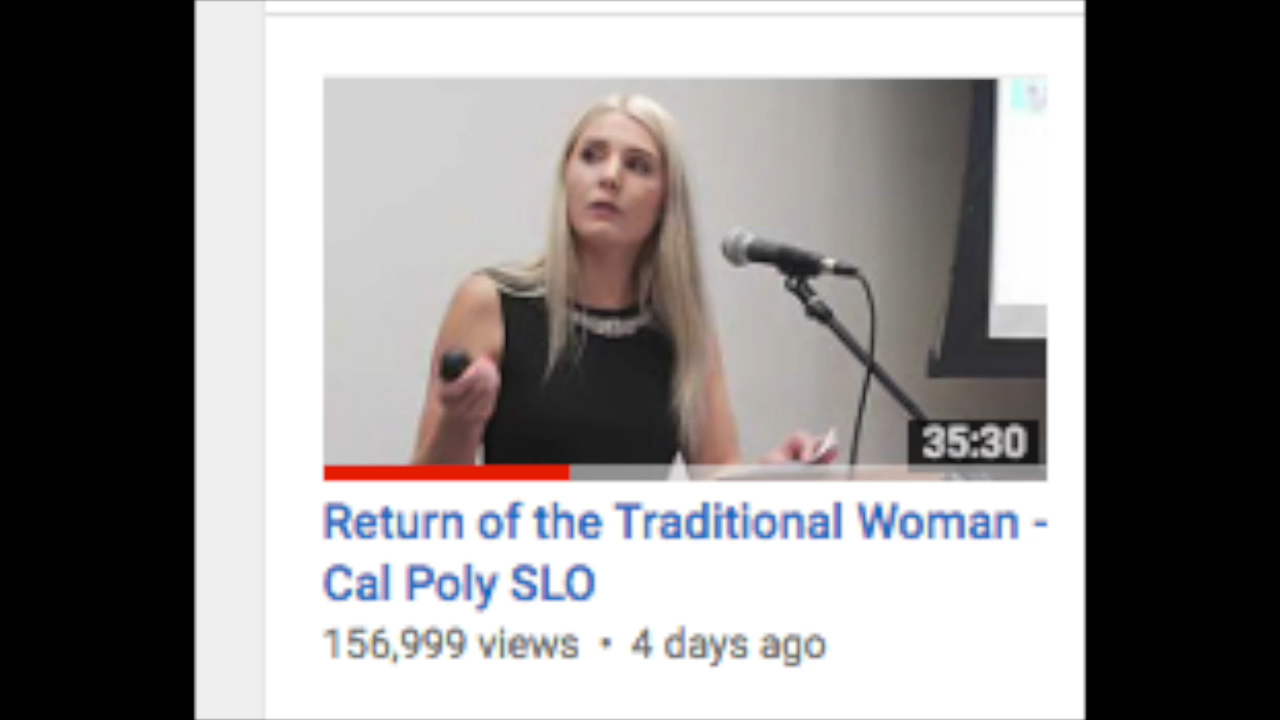 35:30
Return of the Traditional Woman -
Cal Poly SLO
156,999 views • 4 days ago